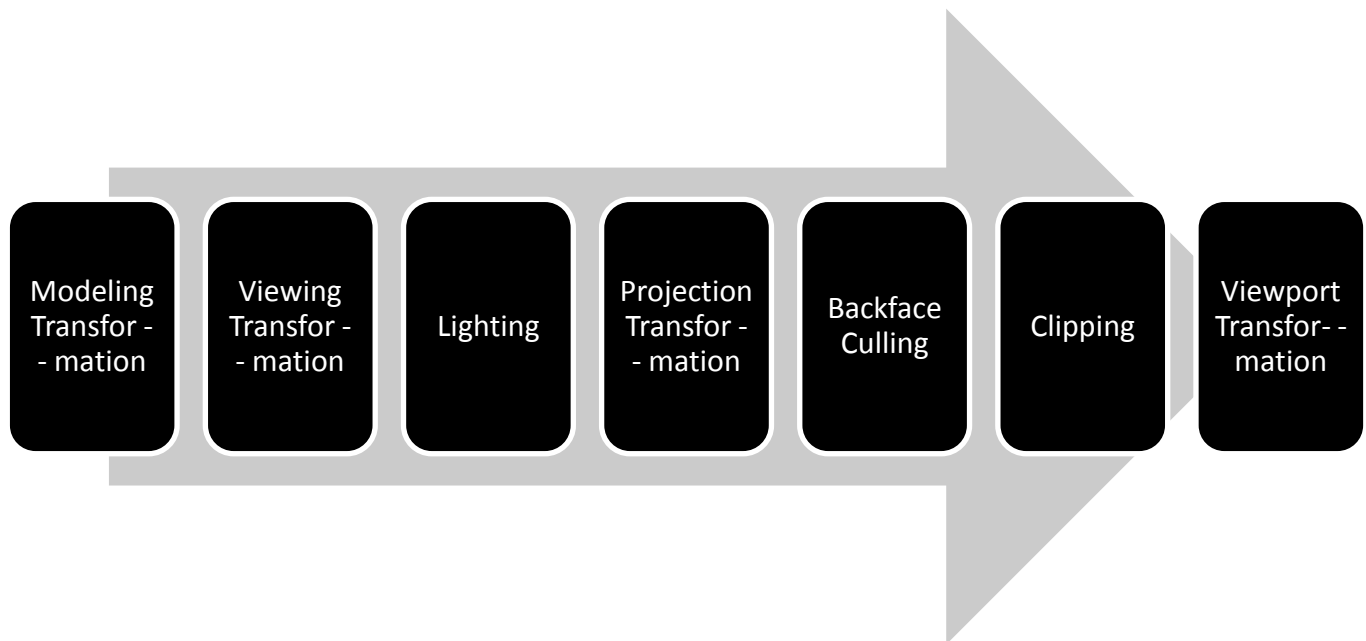 Modeling
Transfor -
- mation
Viewing
Transfor -
- mation
Lighting
Projection
Transfor -
- mation
Backface
Culling
Clipping
Viewport
Transfor- -
mation